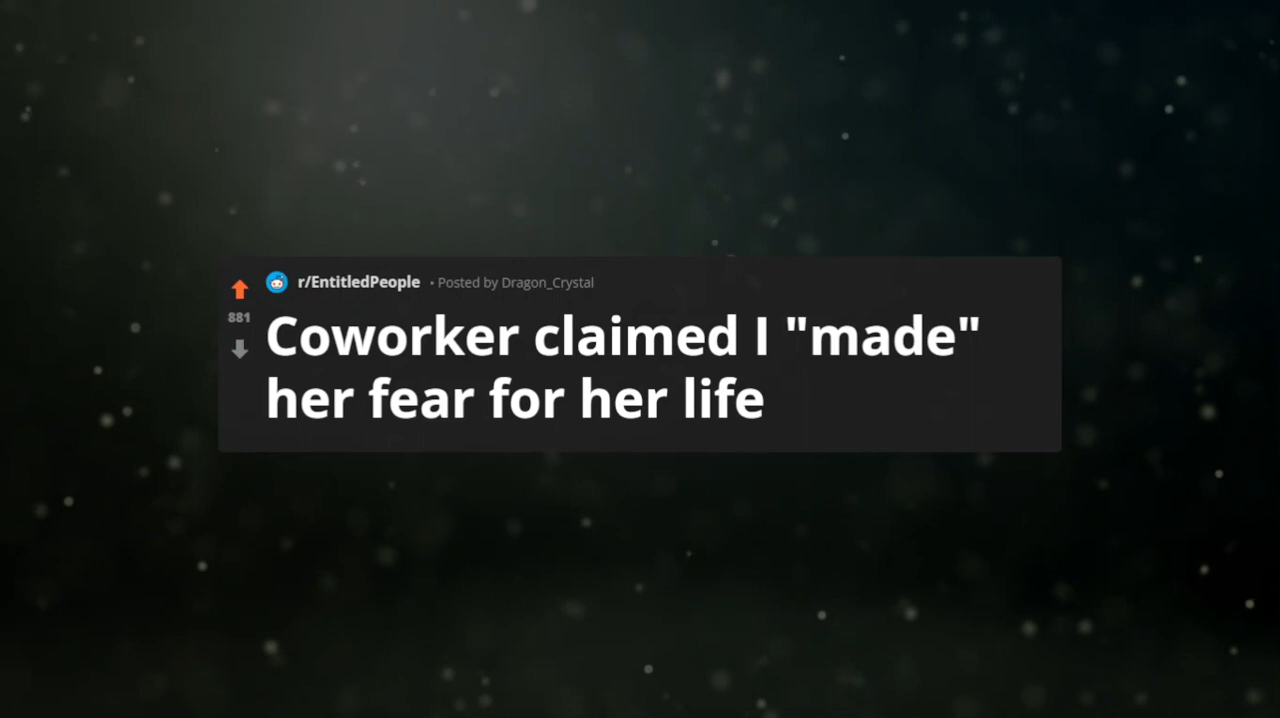 r/EntitledPeople • Posted by Dragon_Crystal
881
Coworker claimed I "made"
her fear for her life